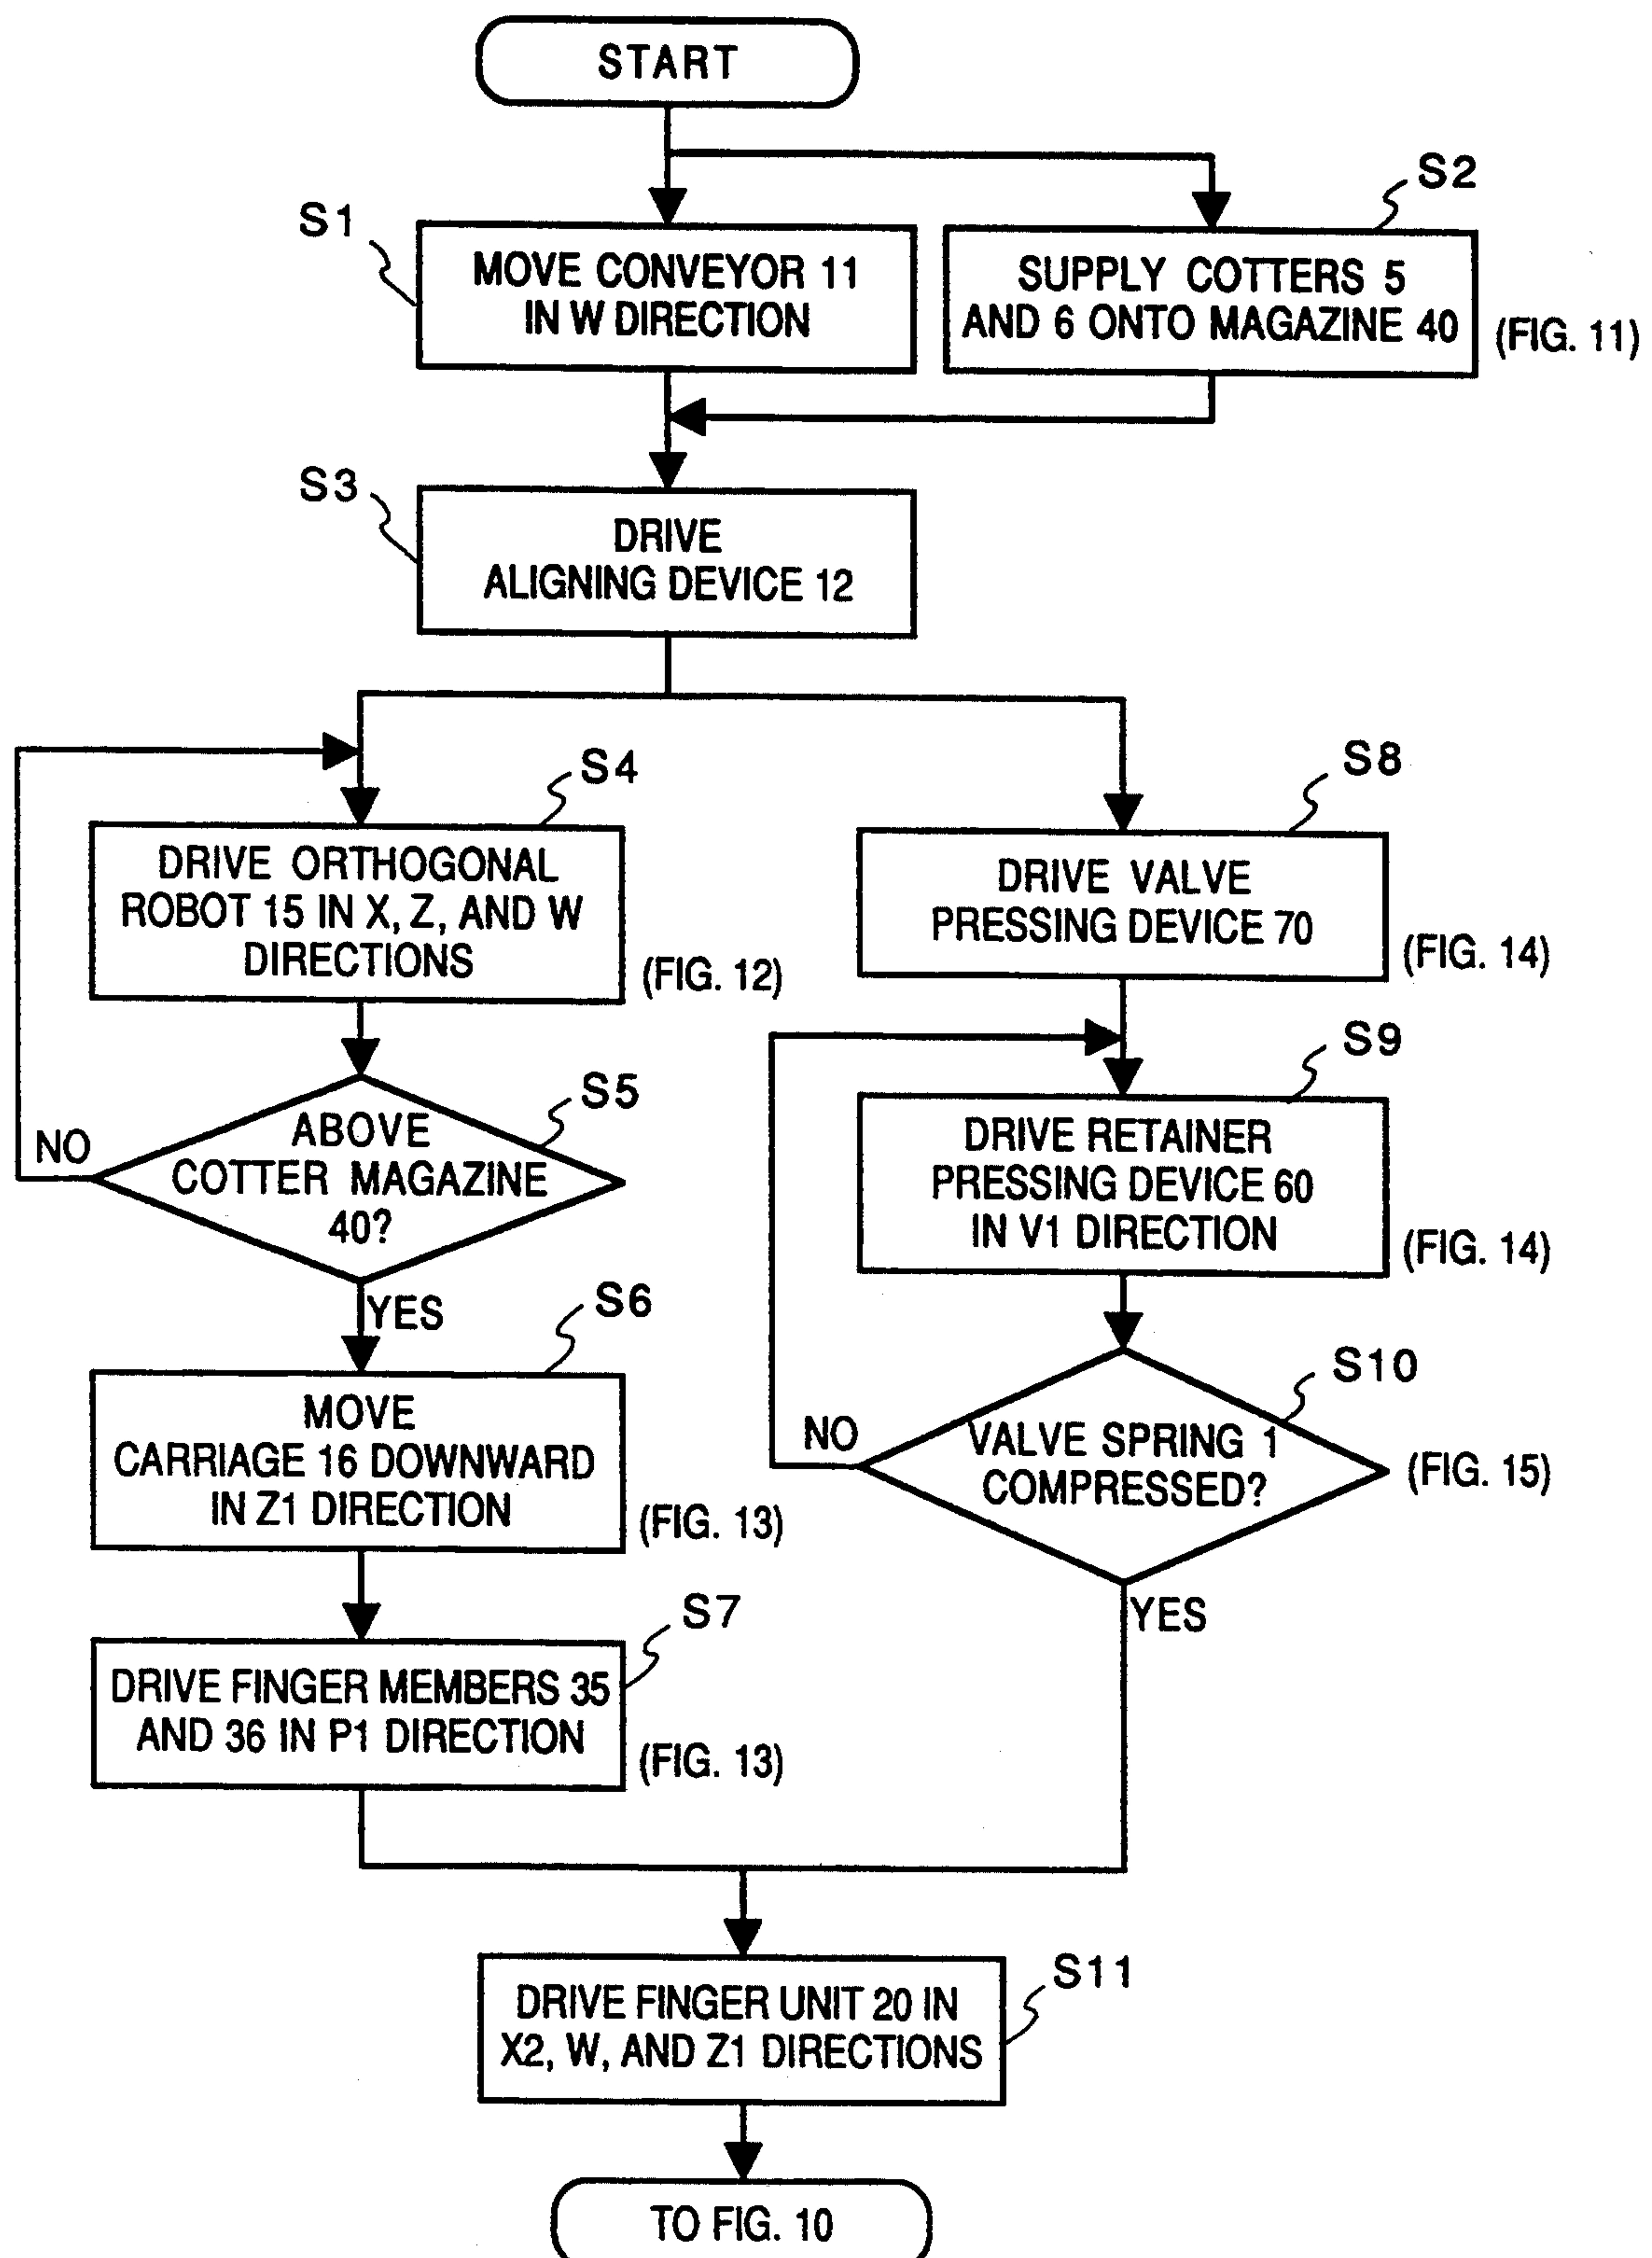 START
S1
MOVE CONVEYOR 11
IN W DIRECTION
S2
SUPPLY COTTERS 5
AND 6 ONTO MAGAZINE 40
(FIG. 11)
S3
DRIVE
ALIGNING DEVICE 12
S4
DRIVE ORTHOGONAL
ROBOT 15 IN X, Z, AND W
DIRECTIONS
(FIG. 12)
S5
ABOVE
COTTER MAGAZINE
40?
NO
YES
S6
MOVE
CARRIAGE 16 DOWNWARD
IN Z1 DIRECTION
(FIG. 13)
S7
DRIVE FINGER MEMBERS 35
AND 36 IN P1 DIRECTION
(FIG. 13)
S8
DRIVE VALVE
PRESSING DEVICE 70
(FIG. 14)
S9
DRIVE RETAINER
PRESSING DEVICE 60
IN V1 DIRECTION
(FIG. 14)
S10
VALVE SPRING 1
COMPRESSED?
(FIG. 15)
NO
YES
S11
DRIVE FINGER UNIT 20 IN
X2, W, AND Z1 DIRECTIONS
TO FIG. 10